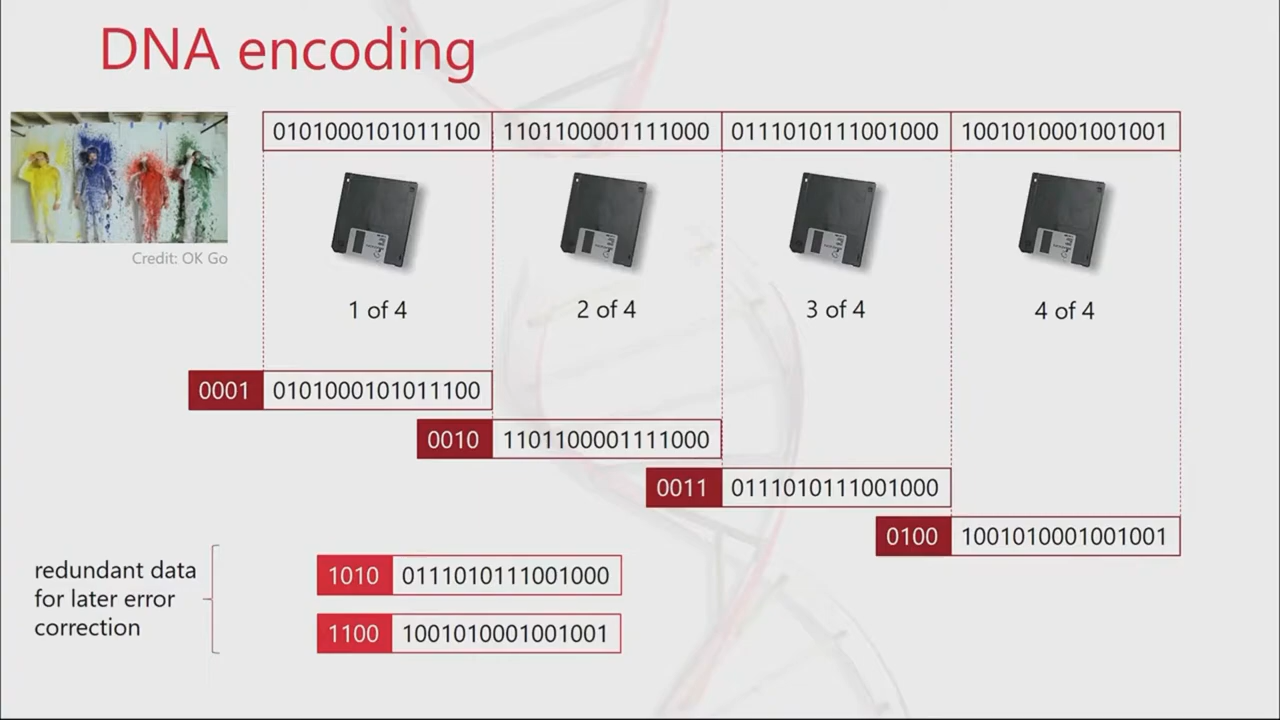 DNA encoding
0101000101011100 1101100001111000 0111010111001000 1001010001001001
Credit: OK Go
1 of 4 2 of 4 3 of 4 4 of 4
0001 0101000101011100
0010 1101100001111000
0011 0111010111001000
0100 1001010001001001
redundant data
for later error
correction
1010 0111010111001000
1100 1001010001001001